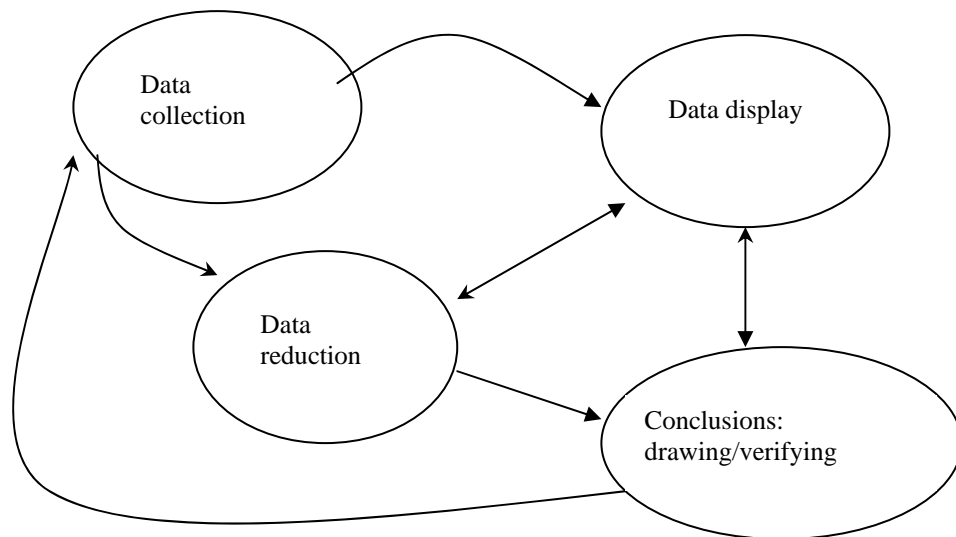 Data
collection
Data display
Data
reduction
Conclusions:
drawing/verifying